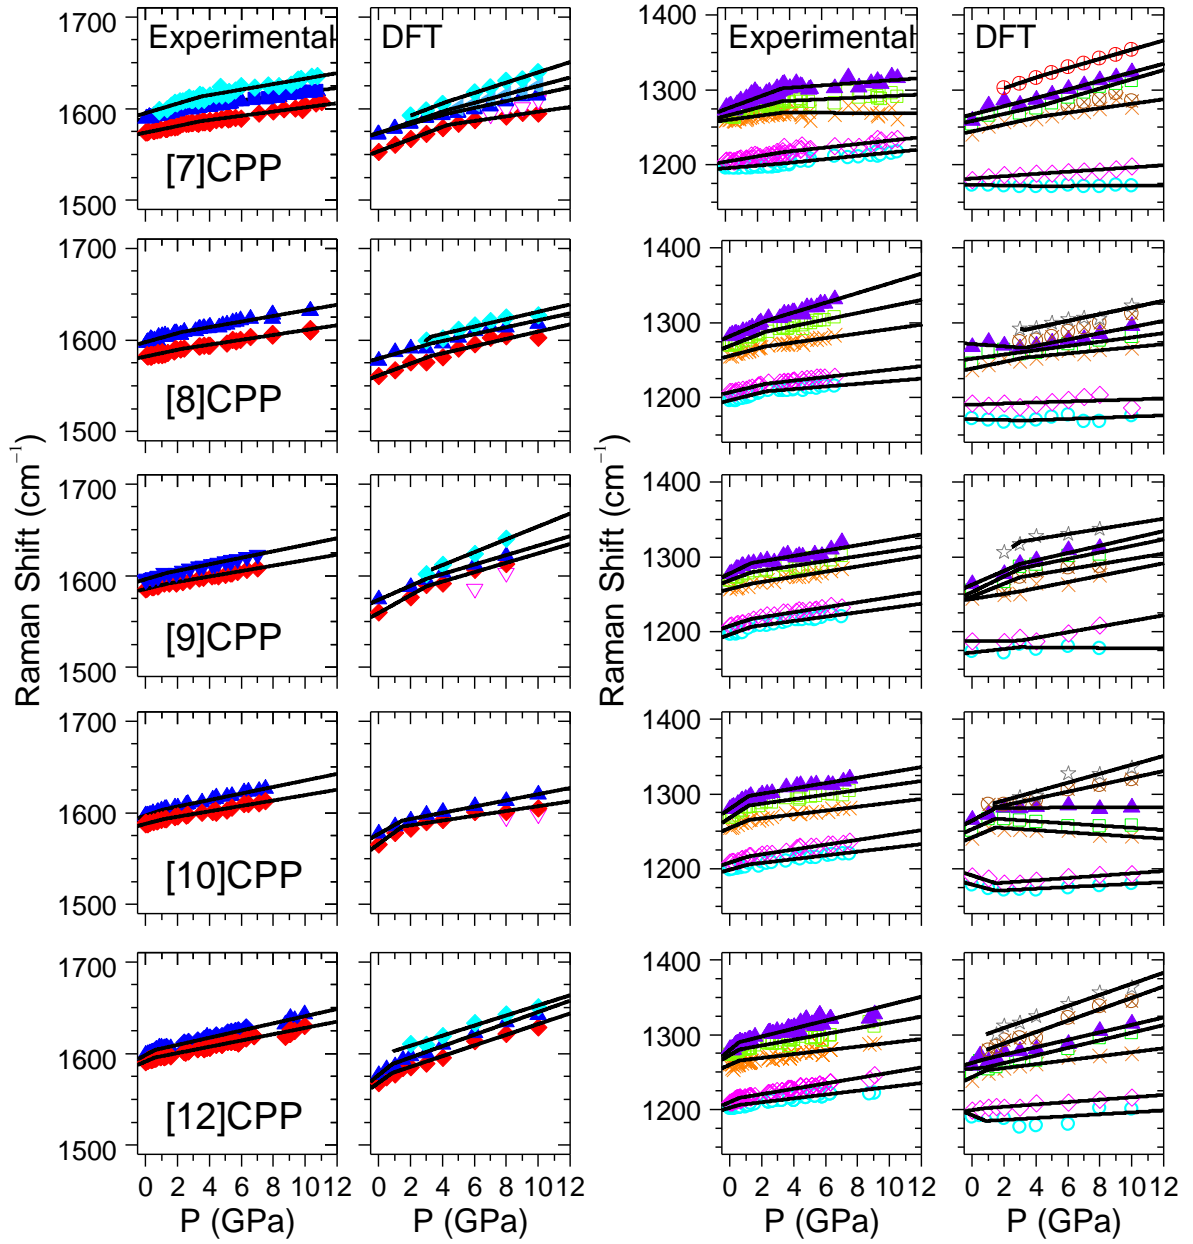 Experimental DFT Experimental DFT
1700 1400
1600 1300
[7]CPP
1500 1200
1700 1400
1600 1300
[8]CPP
1500 1200
Raman Shift (cm−1) Raman Shift (cm−1)
1700 1400
1600 1300
[9]CPP
1500 1200
1700 1400
1600 1300
[10]CPP
1500 1200
1700 1400
1600 1300
[12]CPP
1500 1200
0 2 4 6 8 10 12 0 2 4 6 8 10 12 0 2 4 6 8 10 12 0 2 4 6 8 10 12
P (GPa) P (GPa) P (GPa) P (GPa)